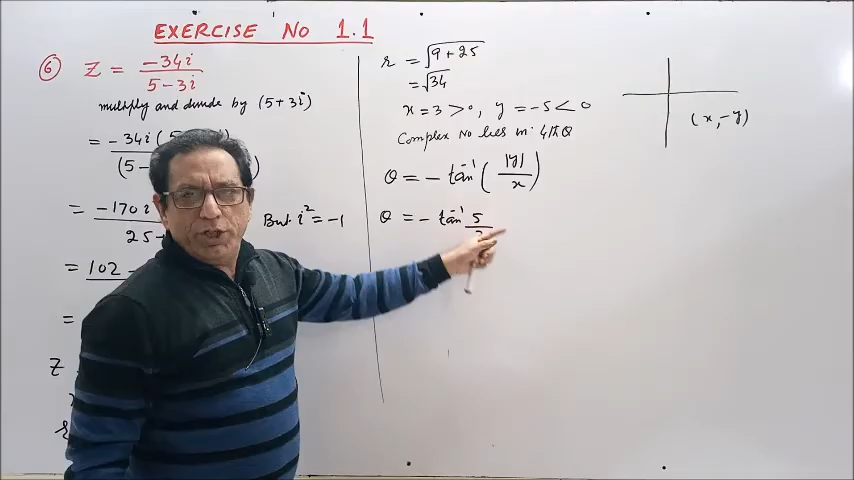 EXERCISE NO 1.1
⑥ Z = -34i / 5-3i
multiply and divide by (5+3i)
= -34i (5
(5-
= -170i
25+
But i² = -1
= 102 -
=
Z
r = √9+25
= √34
x = 3 > 0, y = -5 < 0
Complex No lies in 4th Q
θ = - tan⁻¹ ( |y| / x )
θ = - tan⁻¹ 5
(x, -y)